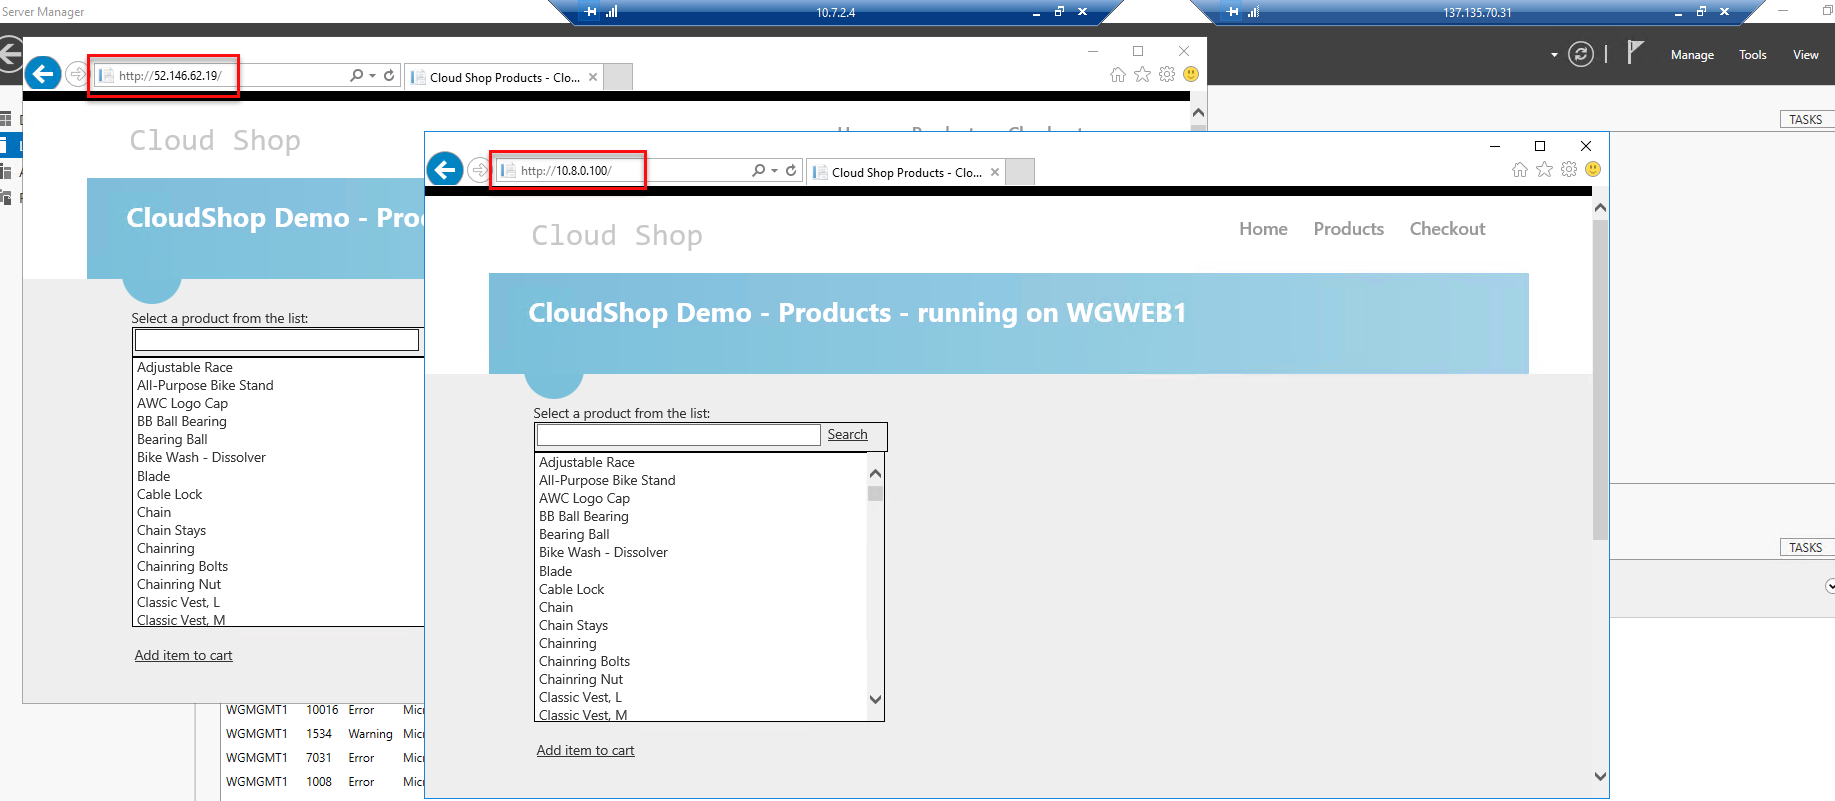 Server Manager
10.7.2.4
137.135.70.31
Manage Tools View
http://52.146.62.19/
Cloud Shop Products - Clo...
TASKS
Cloud Shop
http://10.8.0.100/
Cloud Shop Products - Clo...
CloudShop Demo - Pro
Cloud Shop
Home Products Checkout
CloudShop Demo - Products - running on WGWEB1
Select a product from the list:
Adjustable Race
All-Purpose Bike Stand
AWC Logo Cap
BB Ball Bearing
Bearing Ball
Bike Wash - Dissolver
Blade
Cable Lock
Chain
Chain Stays
Chainring
Chainring Bolts
Chainring Nut
Classic Vest, L
Classic Vest, M
Add item to cart
Select a product from the list:
Search
Adjustable Race
All-Purpose Bike Stand
AWC Logo Cap
BB Ball Bearing
Bearing Ball
Bike Wash - Dissolver
Blade
Cable Lock
Chain
Chain Stays
Chainring
Chainring Bolts
Chainring Nut
Classic Vest, L
Classic Vest, M
Add item to cart
TASKS
WGMGMT1 10016 Error Mic
WGMGMT1 1534 Warning Mic
WGMGMT1 7031 Error Mic
WGMGMT1 1008 Error Mic